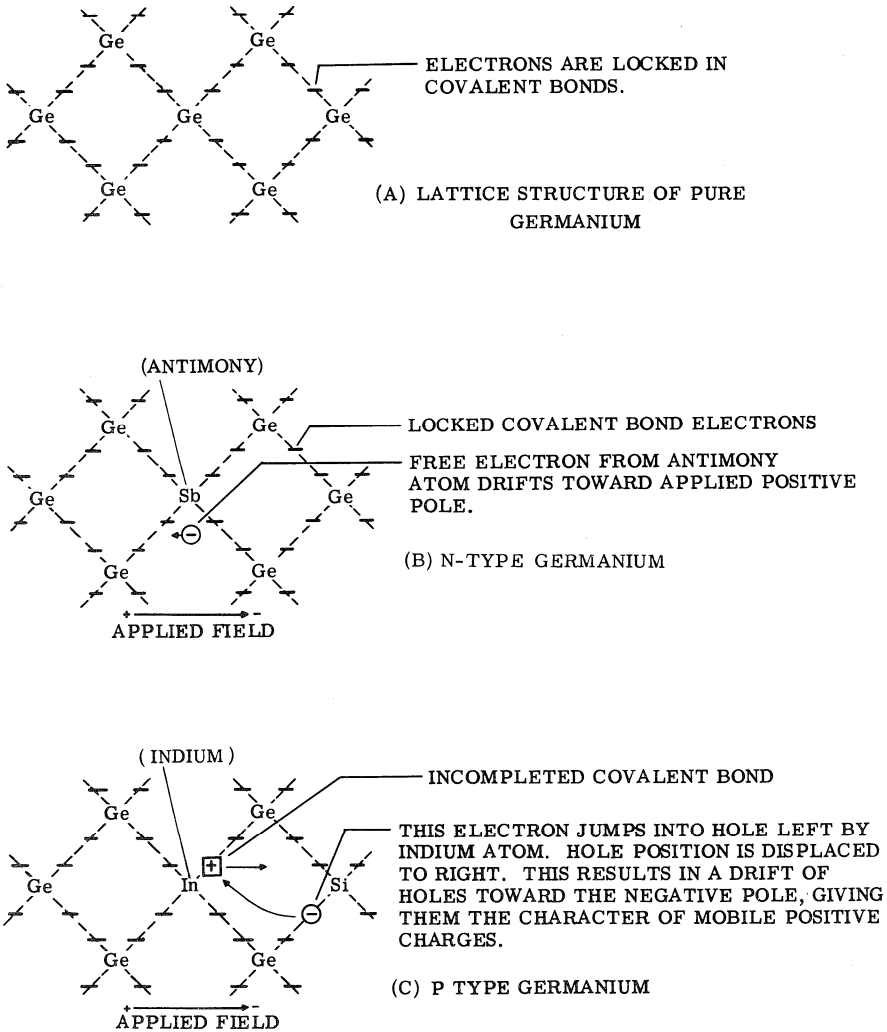 Ge Ge
ELECTRONS ARE LOCKED IN
COVALENT BONDS.
Ge Ge Ge
Ge Ge
(A) LATTICE STRUCTURE OF PURE
GERMANIUM
(ANTIMONY)
Ge Ge
LOCKED COVALENT BOND ELECTRONS
FREE ELECTRON FROM ANTIMONY
ATOM DRIFTS TOWARD APPLIED POSITIVE
POLE.
Ge Sb Ge
−
Ge Ge
(B) N-TYPE GERMANIUM
+ -
APPLIED FIELD
(INDIUM)
INCOMPLETED COVALENT BOND
Ge Ge
THIS ELECTRON JUMPS INTO HOLE LEFT BY
INDIUM ATOM. HOLE POSITION IS DISPLACED
TO RIGHT. THIS RESULTS IN A DRIFT OF
HOLES TOWARD THE NEGATIVE POLE, GIVING
THEM THE CHARACTER OF MOBILE POSITIVE
CHARGES.
+
Ge In Si
−
Ge Ge
(C) P TYPE GERMANIUM
+ -
APPLIED FIELD